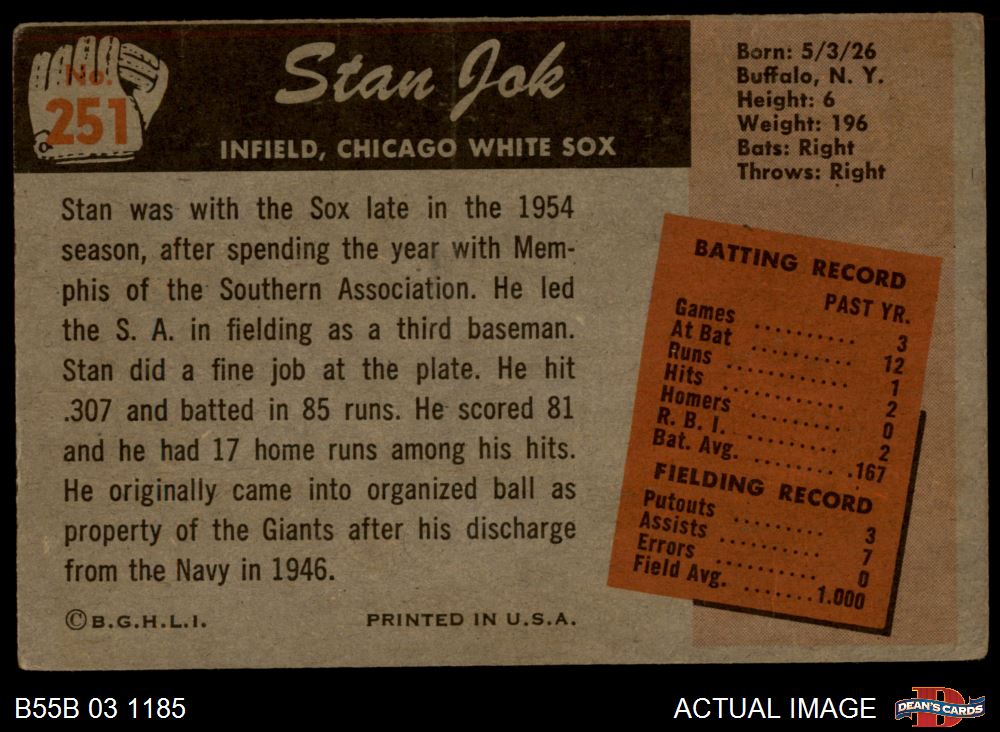 No.
251
Stan Jok
INFIELD, CHICAGO WHITE SOX
Born: 5/3/26
Buffalo, N. Y.
Height: 6
Weight: 196
Bats: Right
Throws: Right
Stan was with the Sox late in the 1954
season, after spending the year with Mem-
phis of the Southern Association. He led
the S. A. in fielding as a third baseman.
Stan did a fine job at the plate. He hit
.307 and batted in 85 runs. He scored 81
and he had 17 home runs among his hits.
He originally came into organized ball as
property of the Giants after his discharge
from the Navy in 1946.
© B.G.H.L.I. PRINTED IN U.S.A.
BATTING RECORD
PAST YR.
Games .......... 3
At Bat .......... 12
Runs ............ 1
Hits ............ 2
Homers .......... 0
R. B. I. .......... 2
Bat. Avg. ........ .167
FIELDING RECORD
Putouts .......... 3
Assists .......... 7
Errors .......... 0
Field Avg. ....... 1.000
B55B 03 1185
ACTUAL IMAGE
DEAN'S CARDS